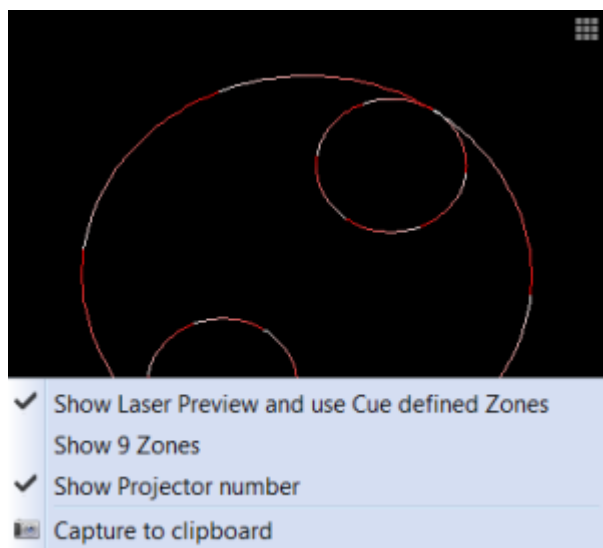 Show Laser Preview and use Cue defined Zones
Show 9 Zones
Show Projector number
Capture to clipboard